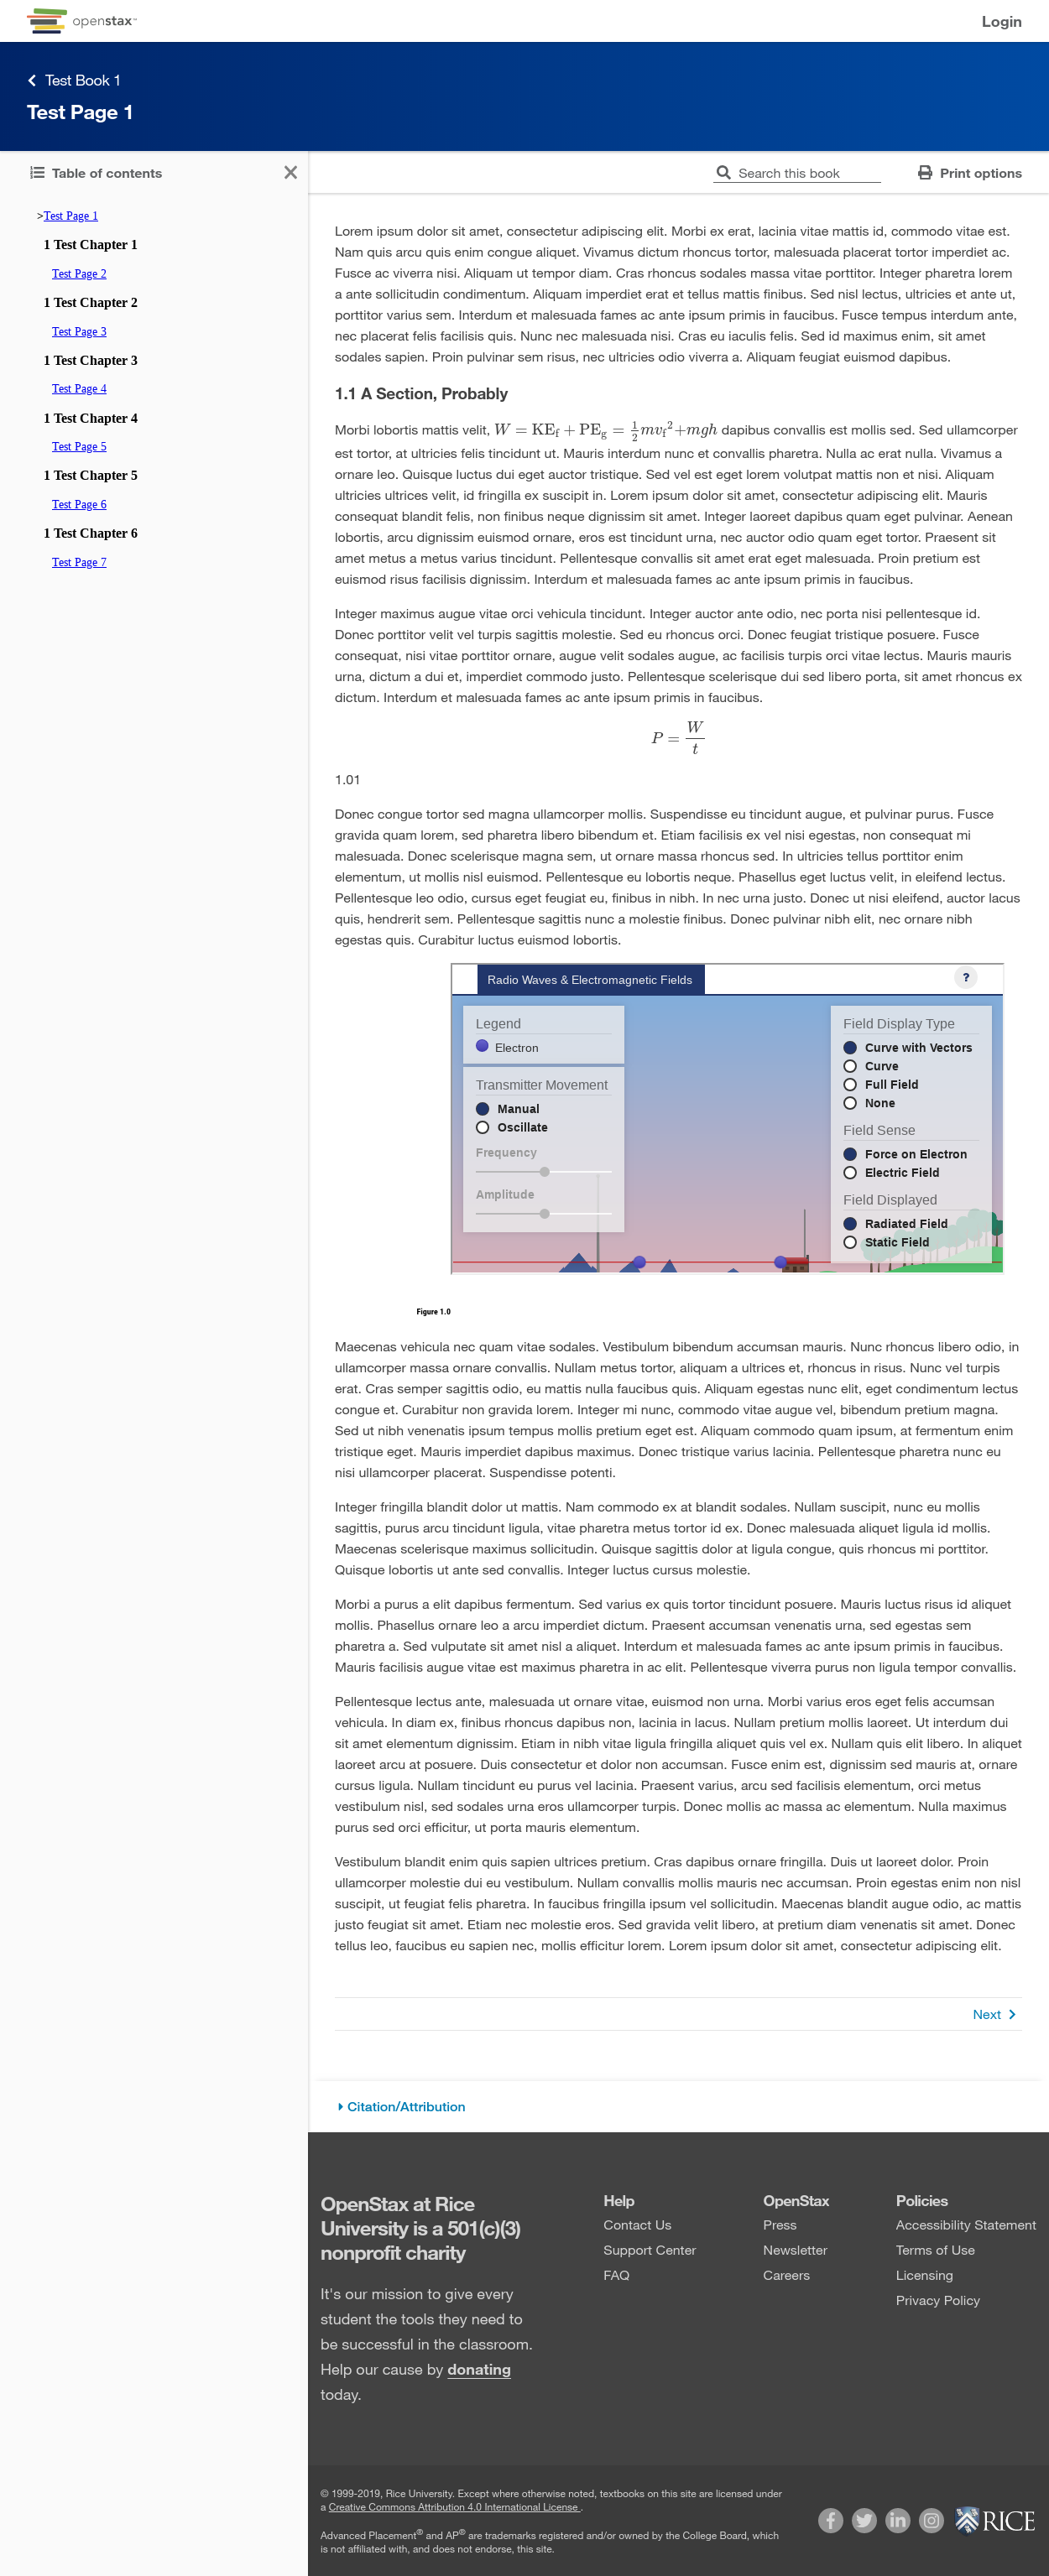 openstax™
Login
Test Book 1
Test Page 1
Table of contents
Search this book
Print options
>Test Page 1
1 Test Chapter 1
Test Page 2
1 Test Chapter 2
Test Page 3
1 Test Chapter 3
Test Page 4
1 Test Chapter 4
Test Page 5
1 Test Chapter 5
Test Page 6
1 Test Chapter 6
Test Page 7
Lorem ipsum dolor sit amet, consectetur adipiscing elit. Morbi ex erat, lacinia vitae mattis id, commodo vitae est.
Nam quis arcu quis enim congue aliquet. Vivamus dictum rhoncus tortor, malesuada placerat tortor imperdiet ac.
Fusce ac viverra nisi. Aliquam ut tempor diam. Cras rhoncus sodales massa vitae porttitor. Integer pharetra lorem
a ante sollicitudin condimentum. Aliquam imperdiet erat et tellus mattis finibus. Sed nisl lectus, ultricies et ante ut,
porttitor varius sem. Interdum et malesuada fames ac ante ipsum primis in faucibus. Fusce tempus interdum ante,
nec placerat felis facilisis quis. Nunc nec malesuada nisi. Cras eu iaculis felis. Sed id maximus enim, sit amet
sodales sapien. Proin pulvinar sem risus, nec ultricies odio viverra a. Aliquam feugiat euismod dapibus.
1.1 A Section, Probably
Morbi lobortis mattis velit, W = KE_f + PE_g = 1/2 mv_f² + mgh dapibus convallis est mollis sed. Sed ullamcorper
est tortor, at ultricies felis tincidunt ut. Mauris interdum nunc et convallis pharetra. Nulla ac erat nulla. Vivamus a
ornare leo. Quisque luctus dui eget auctor tristique. Sed vel est eget lorem volutpat mattis non et nisi. Aliquam
ultricies ultrices velit, id fringilla ex suscipit in. Lorem ipsum dolor sit amet, consectetur adipiscing elit. Mauris
consequat blandit felis, non finibus neque dignissim sit amet. Integer laoreet dapibus quam eget pulvinar. Aenean
lobortis, arcu dignissim euismod ornare, eros est tincidunt urna, nec auctor odio quam eget tortor. Praesent sit
amet metus a metus varius tincidunt. Pellentesque convallis sit amet erat eget malesuada. Proin pretium est
euismod risus facilisis dignissim. Interdum et malesuada fames ac ante ipsum primis in faucibus.
Integer maximus augue vitae orci vehicula tincidunt. Integer auctor ante odio, nec porta nisi pellentesque id.
Donec porttitor velit vel turpis sagittis molestie. Sed eu rhoncus orci. Donec feugiat tristique posuere. Fusce
consequat, nisi vitae porttitor ornare, augue velit sodales augue, ac facilisis turpis orci vitae lectus. Mauris mauris
urna, dictum a dui et, imperdiet commodo justo. Pellentesque scelerisque dui sed libero porta, sit amet rhoncus ex
dictum. Interdum et malesuada fames ac ante ipsum primis in faucibus.
P = W/t
1.01
Donec congue tortor sed magna ullamcorper mollis. Suspendisse eu tincidunt augue, et pulvinar purus. Fusce
gravida quam lorem, sed pharetra libero bibendum et. Etiam facilisis ex vel nisi egestas, non consequat mi
malesuada. Donec scelerisque magna sem, ut ornare massa rhoncus sed. In ultricies tellus porttitor enim
elementum, ut mollis nisl euismod. Pellentesque eu lobortis neque. Phasellus eget luctus velit, in eleifend lectus.
Pellentesque leo odio, cursus eget feugiat eu, finibus in nibh. In nec urna justo. Donec ut nisi eleifend, auctor lacus
quis, hendrerit sem. Pellentesque sagittis nunc a molestie finibus. Donec pulvinar nibh elit, nec ornare nibh
egestas quis. Curabitur luctus euismod lobortis.
Radio Waves & Electromagnetic Fields
?
Legend
Electron
Transmitter Movement
Manual
Oscillate
Frequency
Amplitude
Field Display Type
Curve with Vectors
Curve
Full Field
None
Field Sense
Force on Electron
Electric Field
Field Displayed
Radiated Field
Static Field
Figure 1.0
Maecenas vehicula nec quam vitae sodales. Vestibulum bibendum accumsan mauris. Nunc rhoncus libero odio, in
ullamcorper massa ornare convallis. Nullam metus tortor, aliquam a ultrices et, rhoncus in risus. Nunc vel turpis
erat. Cras semper sagittis odio, eu mattis nulla faucibus quis. Aliquam egestas nunc elit, eget condimentum lectus
congue et. Curabitur non gravida lorem. Integer mi nunc, commodo vitae augue vel, bibendum pretium magna.
Sed ut nibh venenatis ipsum tempus mollis pretium eget est. Aliquam commodo quam ipsum, at fermentum enim
tristique eget. Mauris imperdiet dapibus maximus. Donec tristique varius lacinia. Pellentesque pharetra nunc eu
nisi ullamcorper placerat. Suspendisse potenti.
Integer fringilla blandit dolor ut mattis. Nam commodo ex at blandit sodales. Nullam suscipit, nunc eu mollis
sagittis, purus arcu tincidunt ligula, vitae pharetra metus tortor id ex. Donec malesuada aliquet ligula id mollis.
Maecenas scelerisque maximus sollicitudin. Quisque sagittis dolor at ligula congue, quis rhoncus mi porttitor.
Quisque lobortis ut ante sed convallis. Integer luctus cursus molestie.
Morbi a purus a elit dapibus fermentum. Sed varius ex quis tortor tincidunt posuere. Mauris luctus risus id aliquet
mollis. Phasellus ornare leo a arcu imperdiet dictum. Praesent accumsan venenatis urna, sed egestas sem
pharetra a. Sed vulputate sit amet nisl a aliquet. Interdum et malesuada fames ac ante ipsum primis in faucibus.
Mauris facilisis augue vitae est maximus pharetra in ac elit. Pellentesque viverra purus non ligula tempor convallis.
Pellentesque lectus ante, malesuada ut ornare vitae, euismod non urna. Morbi varius eros eget felis accumsan
vehicula. In diam ex, finibus rhoncus dapibus non, lacinia in lacus. Nullam pretium mollis laoreet. Ut interdum dui
sit amet elementum dignissim. Etiam in nibh vitae ligula fringilla aliquet quis vel ex. Nullam quis elit libero. In aliquet
laoreet arcu at posuere. Duis consectetur et dolor non accumsan. Fusce enim est, dignissim sed mauris at, ornare
cursus ligula. Nullam tincidunt eu purus vel lacinia. Praesent varius, arcu sed facilisis elementum, orci metus
vestibulum nisl, sed sodales urna eros ullamcorper turpis. Donec mollis ac massa ac elementum. Nulla maximus
purus sed orci efficitur, ut porta mauris elementum.
Vestibulum blandit enim quis sapien ultrices pretium. Cras dapibus ornare fringilla. Duis ut laoreet dolor. Proin
ullamcorper molestie dui eu vestibulum. Nullam convallis mollis mauris nec accumsan. Proin egestas enim non nisl
suscipit, ut feugiat felis pharetra. In faucibus fringilla ipsum vel sollicitudin. Maecenas blandit augue odio, ac mattis
justo feugiat sit amet. Etiam nec molestie eros. Sed gravida velit libero, at pretium diam venenatis sit amet. Donec
tellus leo, faucibus eu sapien nec, mollis efficitur lorem. Lorem ipsum dolor sit amet, consectetur adipiscing elit.
Next
Citation/Attribution
OpenStax at Rice
University is a 501(c)(3)
nonprofit charity
It's our mission to give every
student the tools they need to
be successful in the classroom.
Help our cause by donating
today.
Help
Contact Us
Support Center
FAQ
OpenStax
Press
Newsletter
Careers
Policies
Accessibility Statement
Terms of Use
Licensing
Privacy Policy
© 1999-2019, Rice University. Except where otherwise noted, textbooks on this site are licensed under
a Creative Commons Attribution 4.0 International License .
Advanced Placement® and AP® are trademarks registered and/or owned by the College Board, which
is not affiliated with, and does not endorse, this site.
RICE